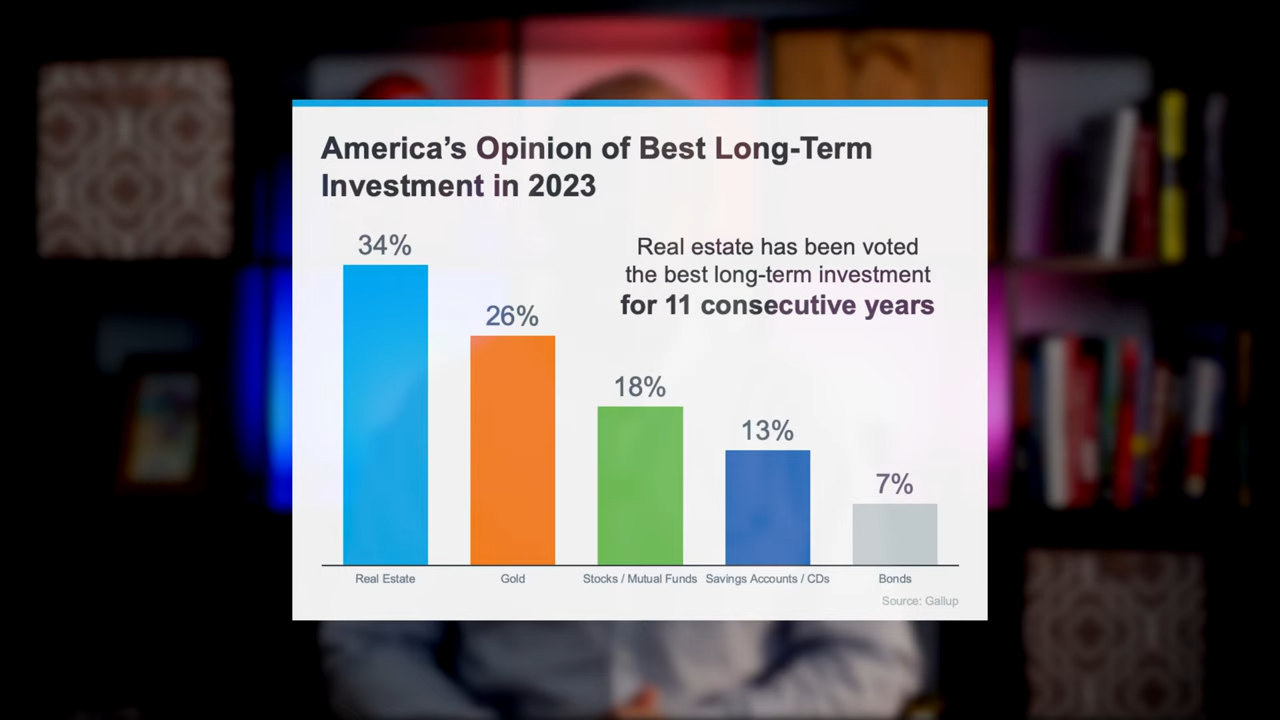 America's Opinion of Best Long-Term
Investment in 2023
34%
Real estate has been voted
the best long-term investment
for 11 consecutive years
26%
18%
13%
7%
Real Estate
Gold
Stocks / Mutual Funds
Savings Accounts / CDs
Bonds
Source: Gallup